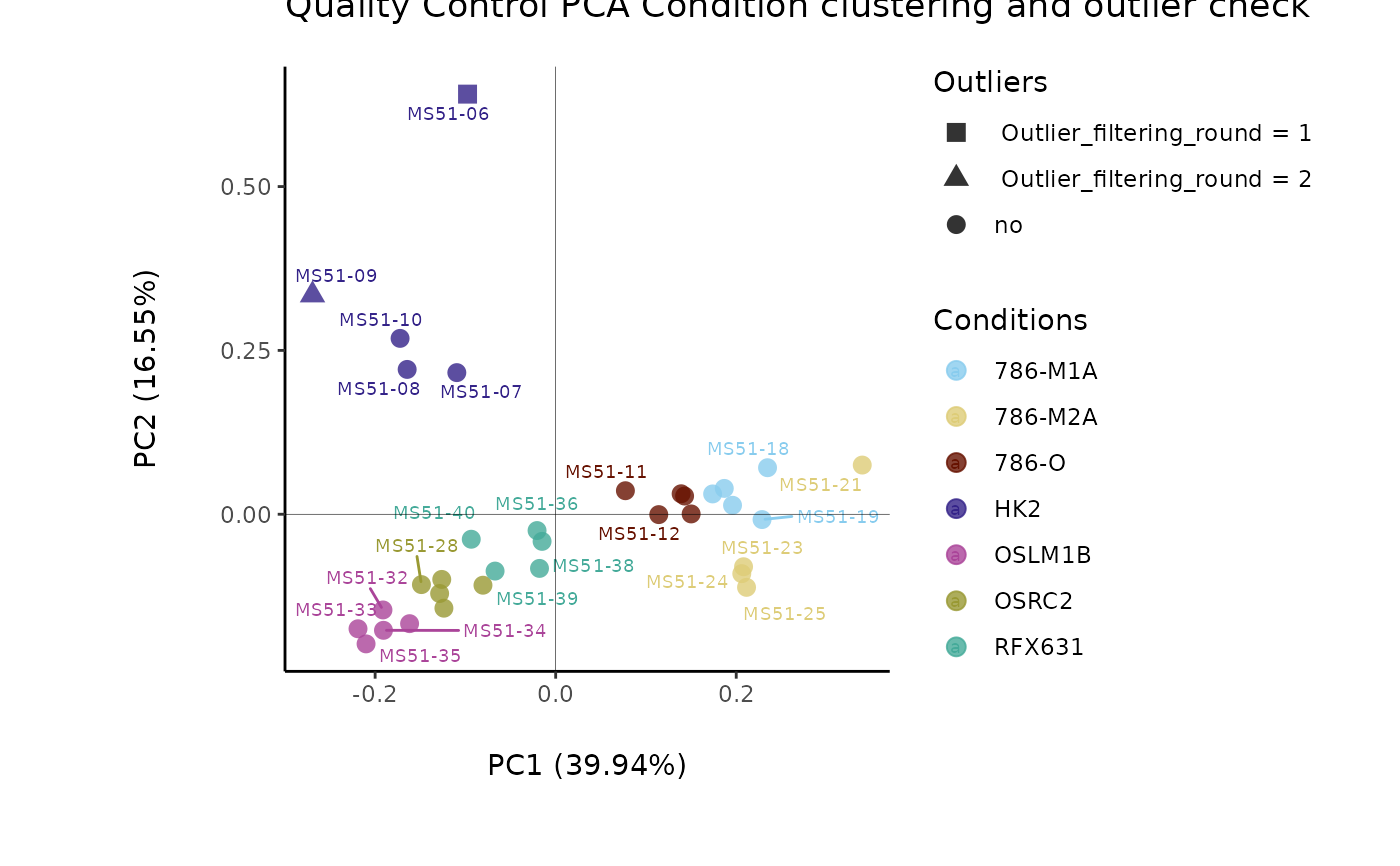 Quality Control PCA Condition clustering and outlier check
PC2 (16.55%)
0.50
0.25
0.00
MS51-06
MS51-09
MS51-10
MS51-08
MS51-07
MS51-18
MS51-11
MS51-21
MS51-36
MS51-40
MS51-19
MS51-12
MS51-28
MS51-23
MS51-38
MS51-32
MS51-24
MS51-39
MS51-33
MS51-25
MS51-34
MS51-35
-0.2
0.0
0.2
PC1 (39.94%)
Outliers
Outlier_filtering_round = 1
Outlier_filtering_round = 2
no
Conditions
a 786-M1A
a 786-M2A
a 786-O
a HK2
a OSLM1B
a OSRC2
a RFX631